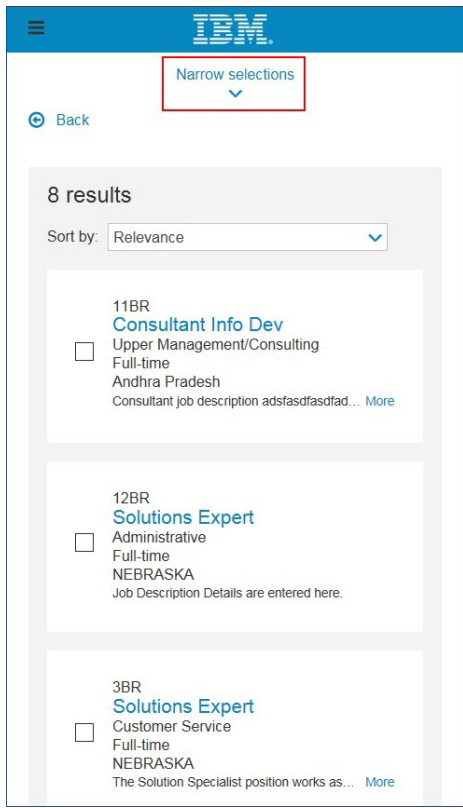 IBM.
Narrow selections
Back
8 results
Sort by: Relevance
11BR
Consultant Info Dev
Upper Management/Consulting
Full-time
Andhra Pradesh
Consultant job description adsfasdfasdfad... More
12BR
Solutions Expert
Administrative
Full-time
NEBRASKA
Job Description Details are entered here.
3BR
Solutions Expert
Customer Service
Full-time
NEBRASKA
The Solution Specialist position works as... More